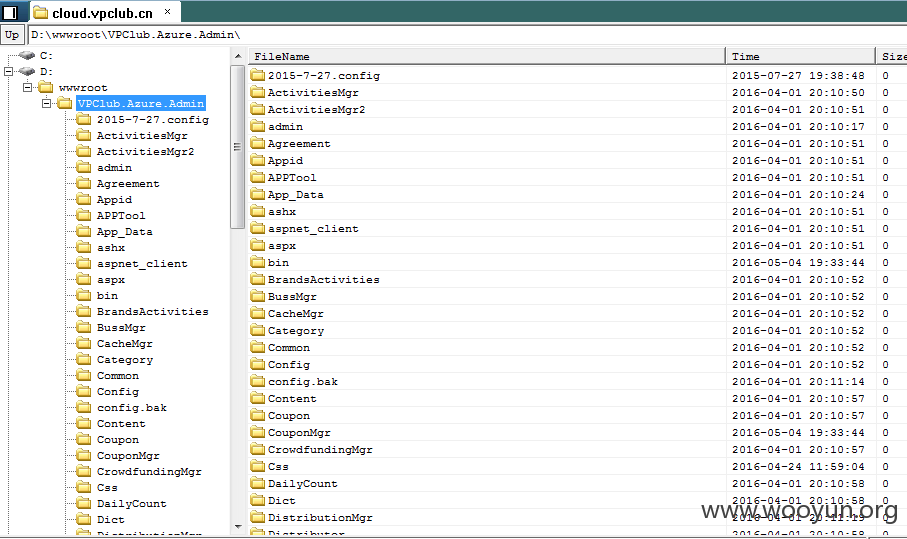 cloud.vpclub.cn ×
Up D:\wwwroot\VPClub.Azure.Admin\
C:
D:
wwwroot
VPClub.Azure.Admin
2015-7-27.config
ActivitiesMgr
ActivitiesMgr2
admin
Agreement
Appid
APPTool
App_Data
ashx
aspnet_client
aspx
bin
BrandsActivities
BussMgr
CacheMgr
Category
Common
Config
config.bak
Content
Coupon
CouponMgr
CrowdfundingMgr
Css
DailyCount
Dict
DistributionMgr
FileName Time Size
2015-7-27.config 2015-07-27 19:38:48 0
ActivitiesMgr 2016-04-01 20:10:50 0
ActivitiesMgr2 2016-04-01 20:10:51 0
admin 2016-04-01 20:10:17 0
Agreement 2016-04-01 20:10:51 0
Appid 2016-04-01 20:10:51 0
APPTool 2016-04-01 20:10:51 0
App_Data 2016-04-01 20:10:24 0
ashx 2016-04-01 20:10:51 0
aspnet_client 2016-04-01 20:10:51 0
aspx 2016-04-01 20:10:51 0
bin 2016-05-04 19:33:44 0
BrandsActivities 2016-04-01 20:10:52 0
BussMgr 2016-04-01 20:10:52 0
CacheMgr 2016-04-01 20:10:52 0
Category 2016-04-01 20:10:52 0
Common 2016-04-01 20:10:52 0
Config 2016-04-01 20:10:52 0
config.bak 2016-04-01 20:11:14 0
Content 2016-04-01 20:10:57 0
Coupon 2016-04-01 20:10:57 0
CouponMgr 2016-05-04 19:33:44 0
CrowdfundingMgr 2016-04-01 20:10:57 0
Css 2016-04-24 11:59:04 0
DailyCount 2016-04-01 20:10:58 0
Dict 2016-04-01 20:10:58 0
DistributionMgr 2016-04-01 20:11:19 0
Distributor
www.wooyun.org